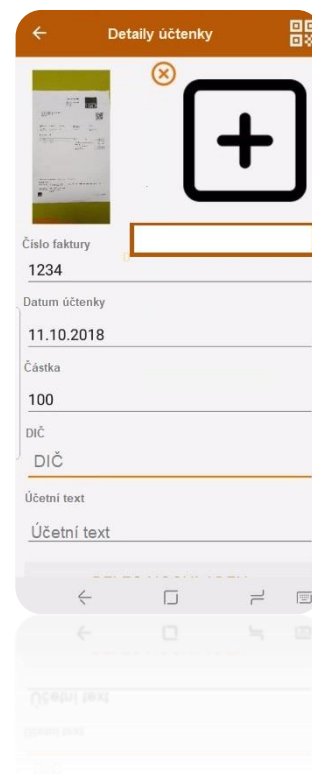 Detaily účtenky
Číslo faktury
1234
Datum účtenky
11.10.2018
Částka
100
DIČ
DIČ
Účetní text
Účetní text